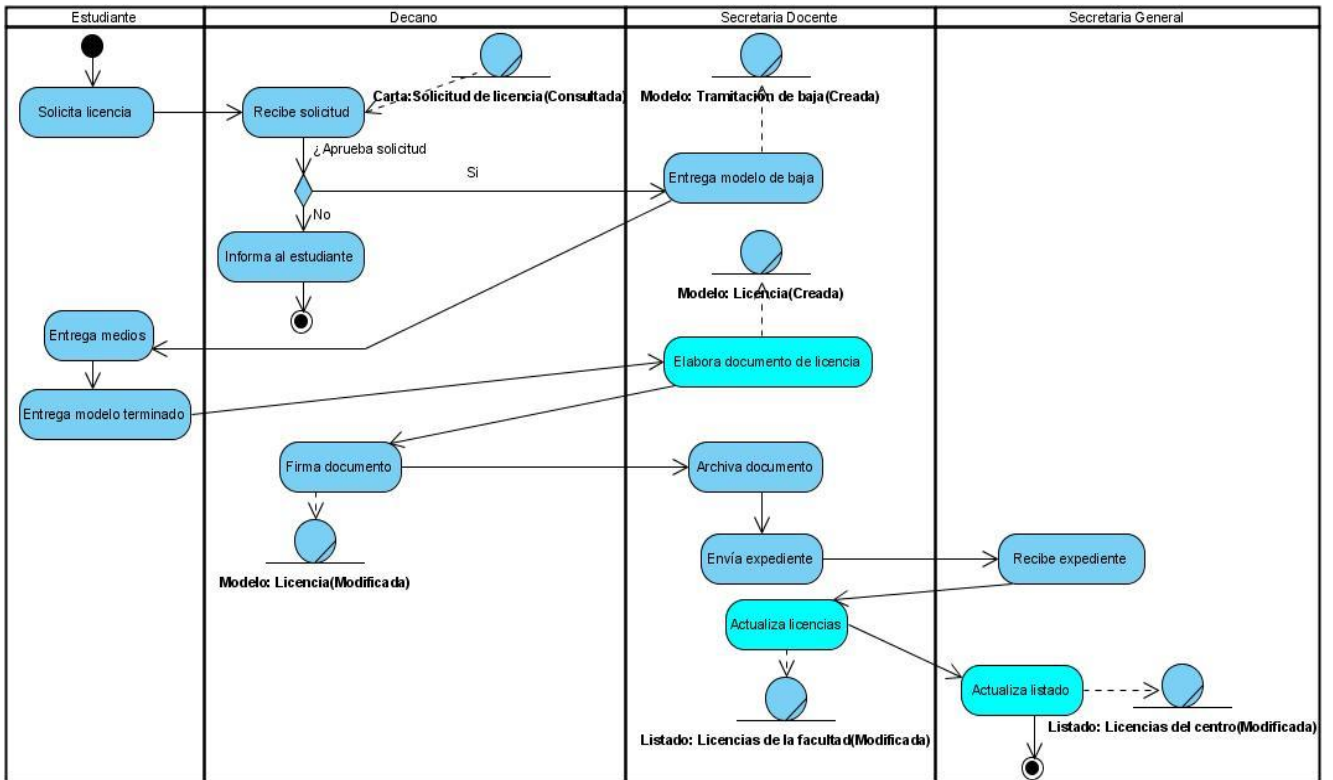 Estudiante
Decano
Secretaria Docente
Secretaria General
Solicita licencia
Recibe solicitud
Carta:Solicitud de licencia(Consultada)
Modelo: Tramitación de baja(Creada)
¿Aprueba solicitud
Si
Entrega modelo de baja
No
Informa al estudiante
Modelo: Licencia(Creada)
Entrega medios
Elabora documento de licencia
Entrega modelo terminado
Firma documento
Archiva documento
Modelo: Licencia(Modificada)
Envía expediente
Recibe expediente
Actualiza licencias
Actualiza listado
Listado: Licencias de la facultad(Modificada)
Listado: Licencias del centro(Modificada)